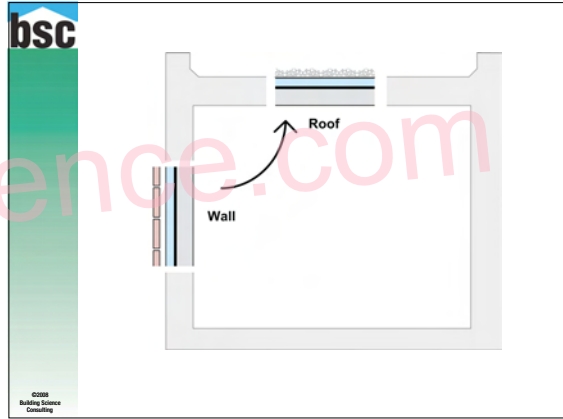 bsc
Roof
ence.com
Wall
©2008
Building Science
Consulting